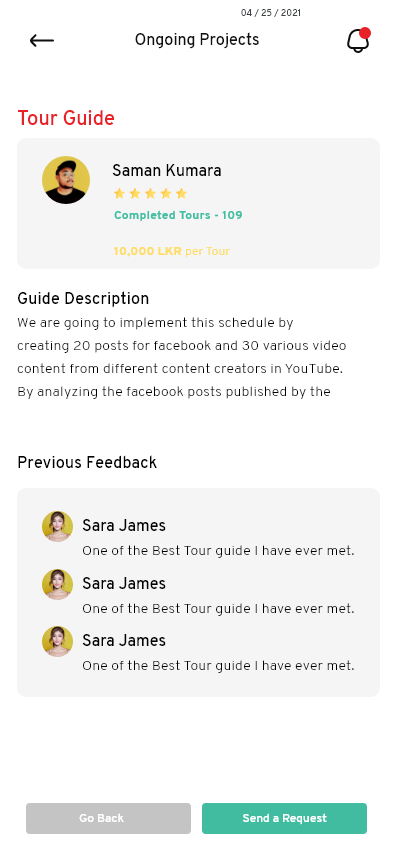 04 / 25 / 2021
Ongoing Projects
Tour Guide
Saman Kumara
Completed Tours - 109
10,000 LKR per Tour
Guide Description
We are going to implement this schedule by
creating 20 posts for facebook and 30 various video
content from different content creators in YouTube.
By analyzing the facebook posts published by the
Previous Feedback
Sara James
One of the Best Tour guide I have ever met.
Sara James
One of the Best Tour guide I have ever met.
Sara James
One of the Best Tour guide I have ever met.
Go Back
Send a Request